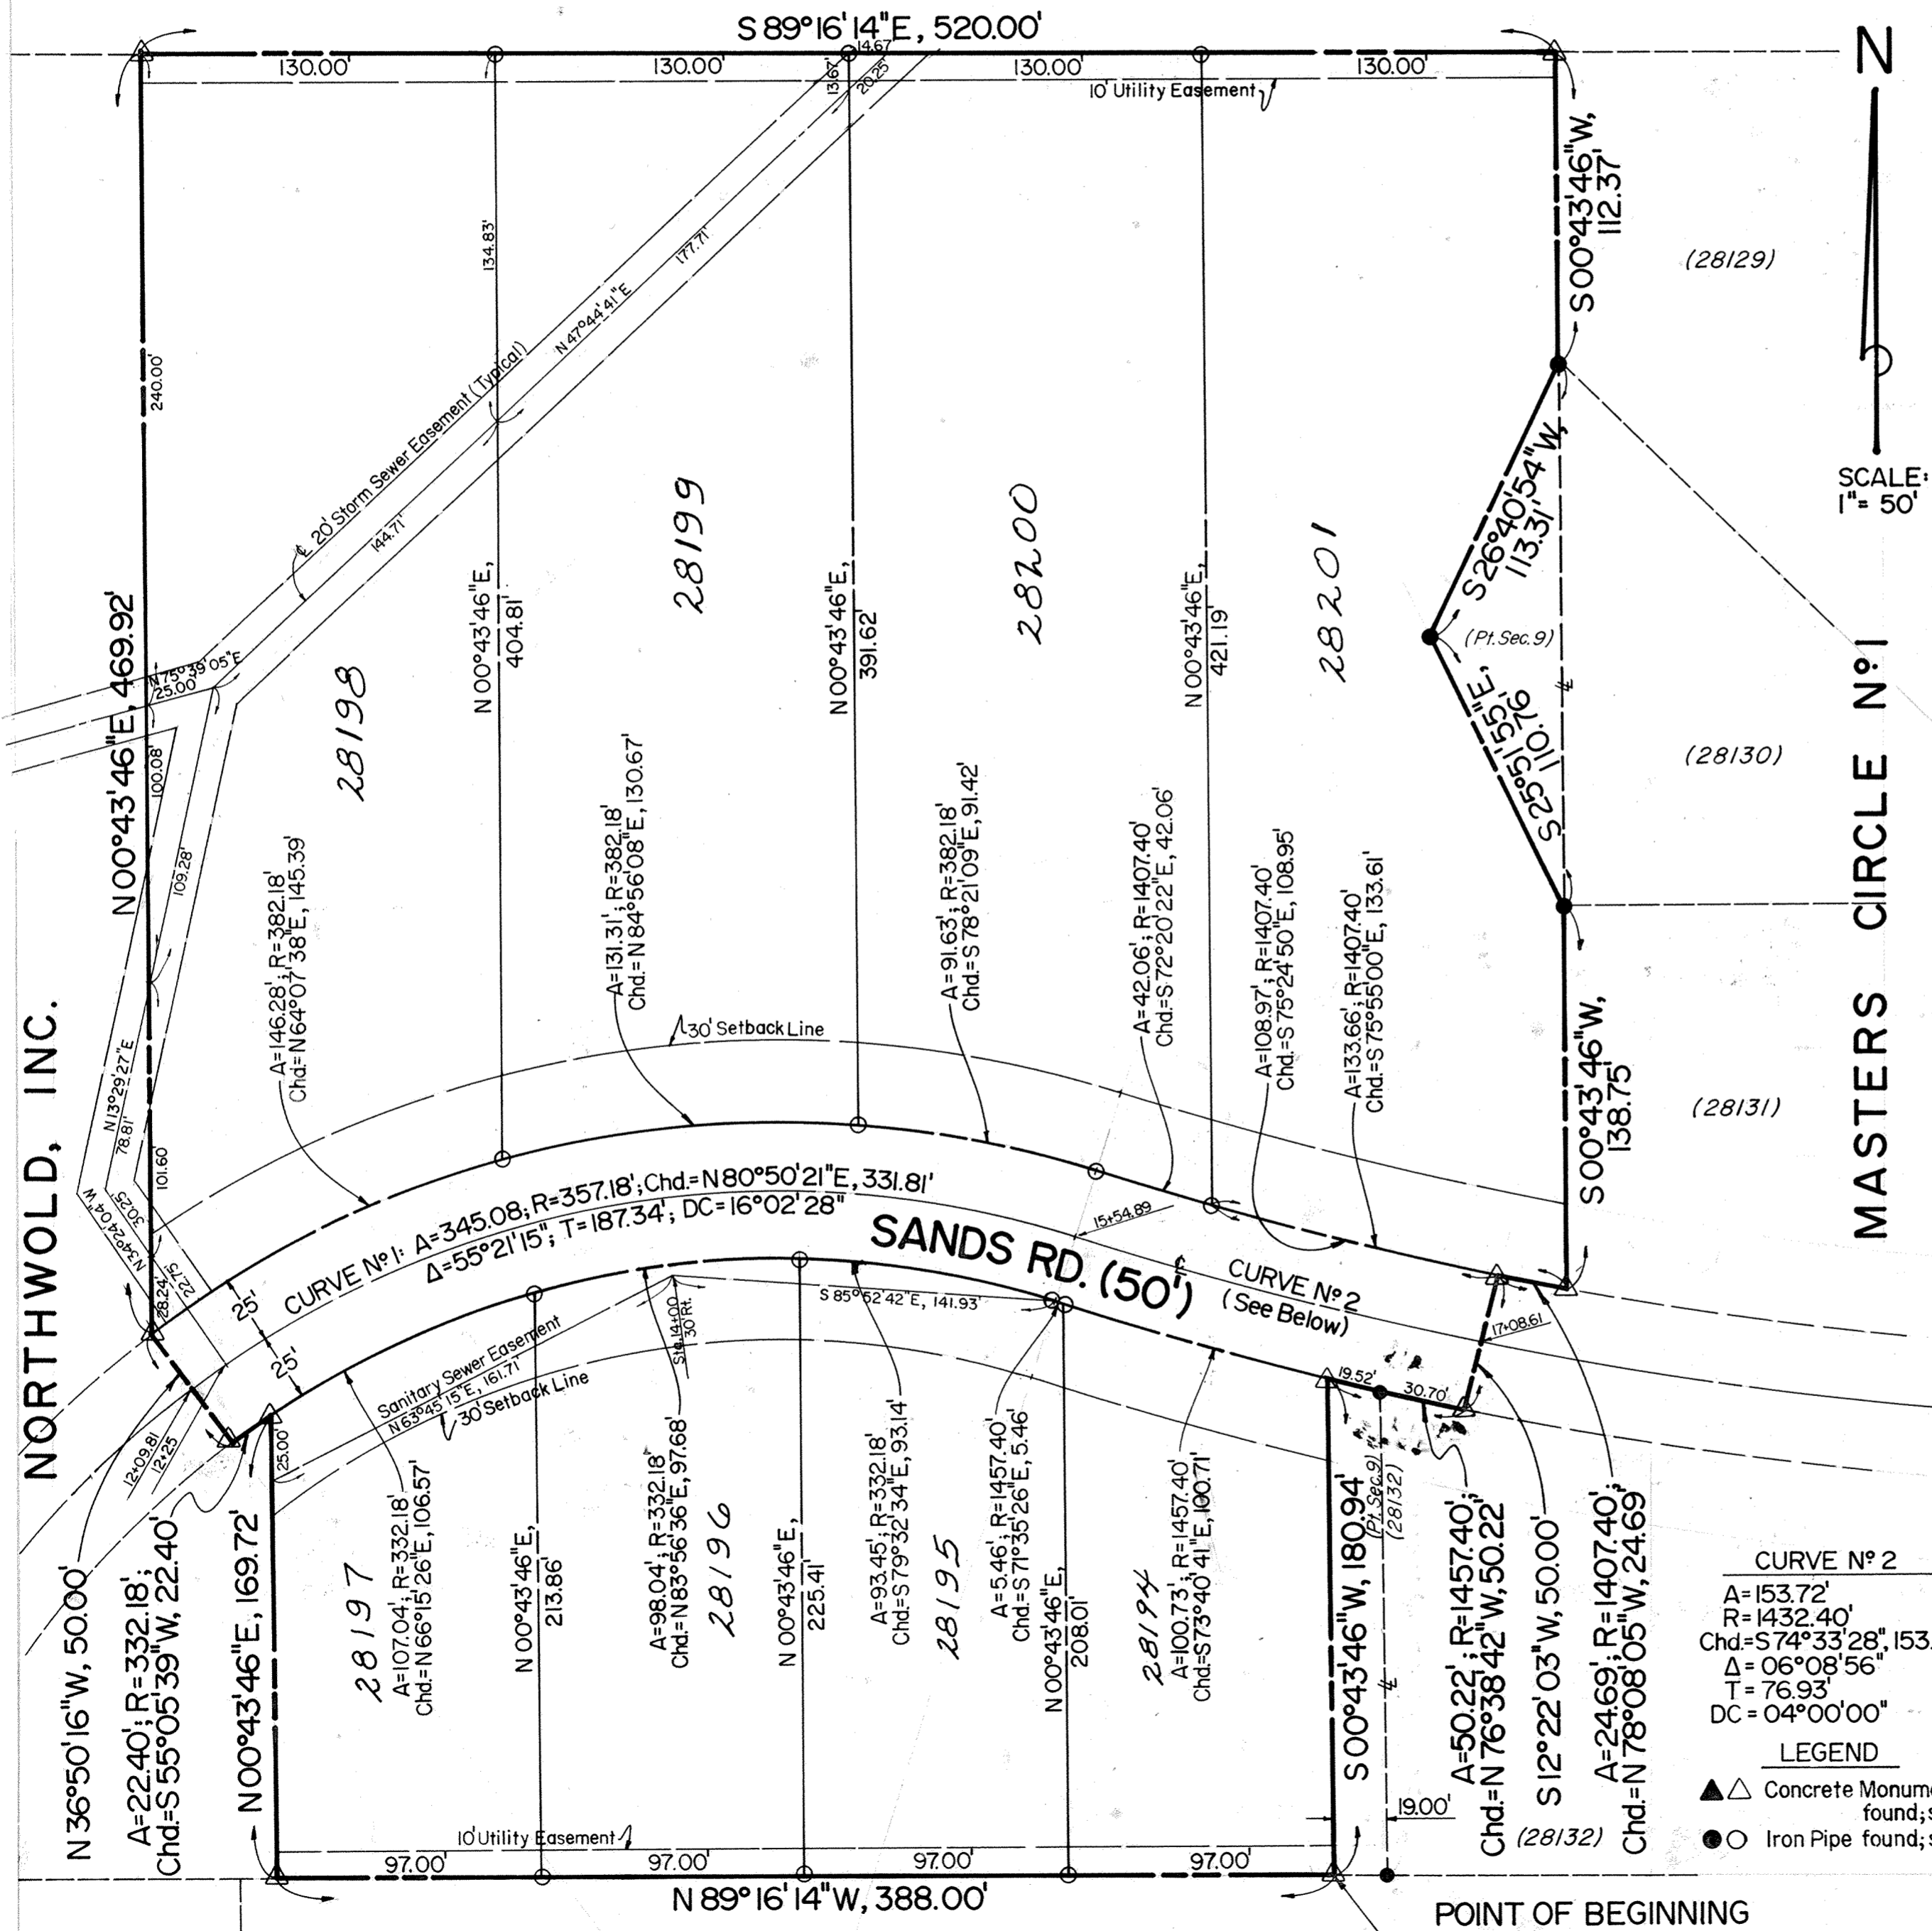 S 89°16'14"E, 520.00'
14.67'
130.00'
130.00'
130.00'
130.00'
13.67'
20.25'
10' Utility Easement
N
SCALE:
1"= 50'
S 00°43'46"W,
112.37'
(28129)
134.83'
177.71'
N 47°44'41"E
240.00'
℄ 20' Storm Sewer Easement (Typical)
144.71'
S 26°40'54"W,
113.31'
(Pt. Sec. 9)
S 25°51'55"E,
110.76'
(28130)
MASTERS CIRCLE Nº 1
N 00°43'46"E, 469.92'
N 75°39'05"E
25.00'
100.08'
109.28'
28198
N 00°43'46"E,
404.81'
28199
N 00°43'46"E,
391.62'
28200
N 00°43'46"E,
421.19'
28201
A=146.28'; R=382.18'
Chd.=N 64°07'38"E, 145.39'
A=131.31'; R=382.18'
Chd.=N 84°56'08"E, 130.67'
A=91.63'; R=382.18'
Chd.=S 78°21'09"E, 91.42'
A=42.06'; R=1407.40'
Chd.=S 72°20'22"E, 42.06'
A=108.97'; R=1407.40'
Chd.=S 75°24'50"E, 108.95'
A=133.66'; R=1407.40'
Chd.=S 75°55'00"E, 133.61'
S 00°43'46"W,
138.75'
(28131)
30' Setback Line
NORTHWOLD, INC.
N 13°29'27"E
78.81'
101.60'
N 34°24'04"W
30.25'
22.75'
28.24'
CURVE Nº 1: A=345.08; R=357.18'; Chd.=N 80°50'21"E, 331.81'
Δ=55°21'15"; T=187.34'; DC=16°02'28"
25'
25'
SANDS RD. (50')
15+54.89
℄
CURVE Nº 2
(See Below)
17+08.61
S 85°52'42"E, 141.93'
Sanitary Sewer Easement
N 63°45'15"E, 161.71'
30' Setback Line
Sta. 14+00
30' Rt.
12+09.81
12+25
25.00'
19.52'
30.70'
N 36°50'16"W, 50.00'
A=22.40'; R=332.18';
Chd.=S 55°05'39"W, 22.40'
N 00°43'46"E, 169.72'
28197
A=107.04'; R=332.18'
Chd.=N 66°15'26"E, 106.57'
N 00°43'46"E,
213.86'
A=98.04'; R=332.18'
Chd.=N 83°56'36"E, 97.68'
28196
N 00°43'46"E,
225.41'
A=93.45'; R=332.18'
Chd.=S 79°32'34"E, 93.14'
28195
A=5.46'; R=1457.40'
Chd.=S 71°35'26"E, 5.46'
N 00°43'46"E,
208.01'
28194
A=100.73'; R=1457.40'
Chd.=S 73°40'41"E, 100.71'
S 00°43'46"W, 180.94'
(Pt. Sec. 9)
(28132)
A=50.22'; R=1457.40';
Chd.=N 76°38'42"W, 50.22'
S 12°22'03"W, 50.00'
A=24.69'; R=1407.40';
Chd.=N 78°08'05"W, 24.69'
CURVE Nº 2
A=153.72'
R=1432.40'
Chd.=S 74°33'28", 153.
Δ = 06°08'56"
T = 76.93'
DC = 04°00'00"
LEGEND
Concrete Monum
found; s
Iron Pipe found; s
19.00'
(28132)
10' Utility Easement
97.00'
97.00'
97.00'
97.00'
N 89°16'14"W, 388.00'
POINT OF BEGINNING